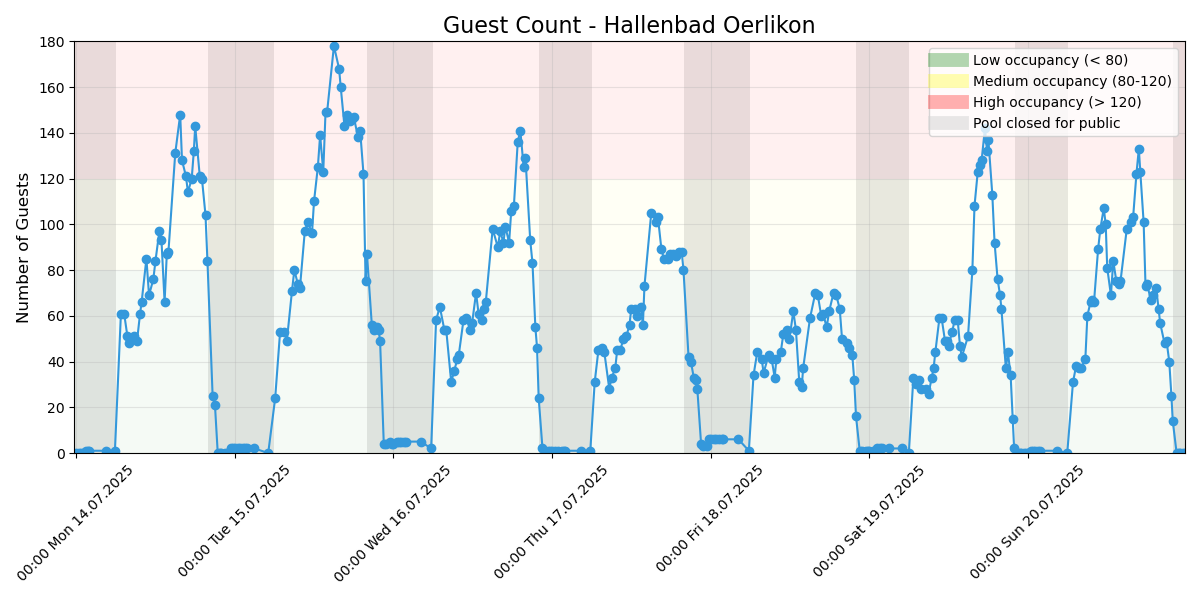 Guest Count - Hallenbad Oerlikon
Number of Guests
180
160
140
120
100
80
60
40
20
0
Low occupancy (< 80)
Medium occupancy (80-120)
High occupancy (> 120)
Pool closed for public
00:00 Mon 14.07.2025
00:00 Tue 15.07.2025
00:00 Wed 16.07.2025
00:00 Thu 17.07.2025
00:00 Fri 18.07.2025
00:00 Sat 19.07.2025
00:00 Sun 20.07.2025